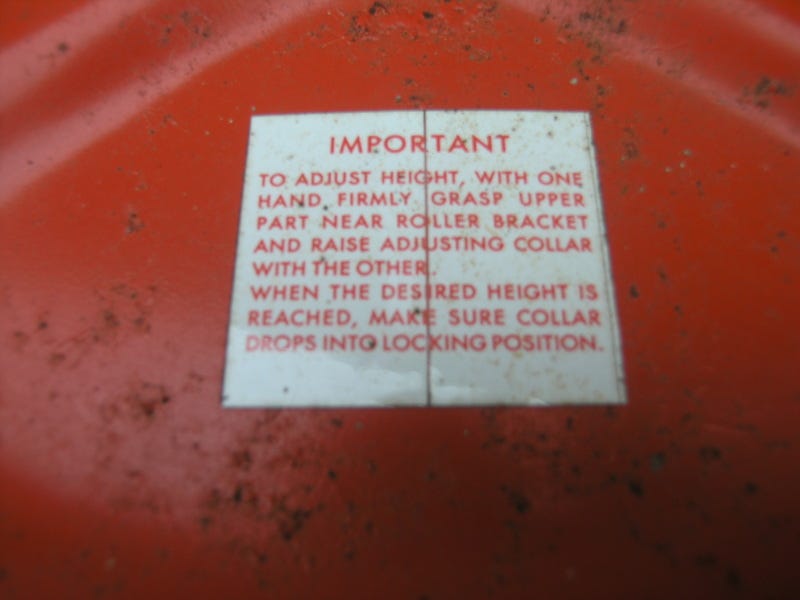 IMPORTANT
TO ADJUST HEIGHT, WITH ONE
HAND FIRMLY GRASP UPPER
PART NEAR ROLLER BRACKET
AND RAISE ADJUSTING COLLAR
WITH THE OTHER.
WHEN THE DESIRED HEIGHT IS
REACHED, MAKE SURE COLLAR
DROPS INTO LOCKING POSITION.